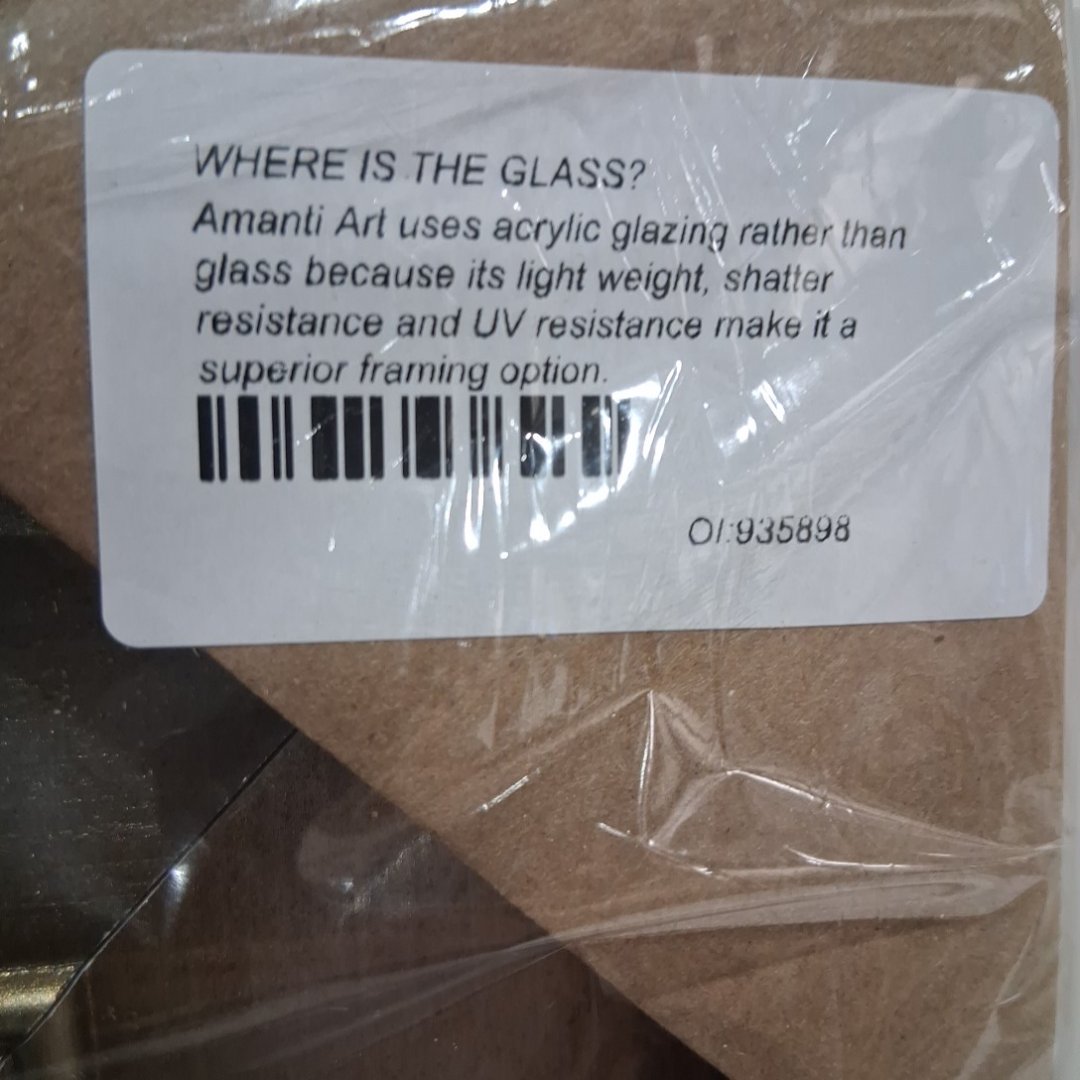 WHERE IS THE GLASS?
Amanti Art uses acrylic glazing rather than
glass because its light weight, shatter
resistance and UV resistance make it a
superior framing option.
OI:935898